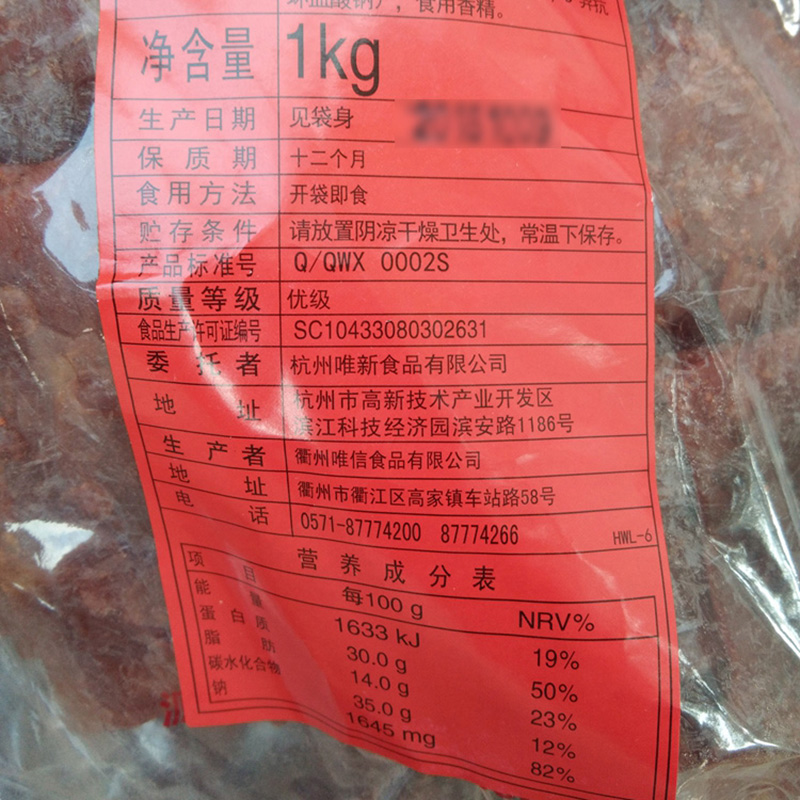 环血酸钠），食用香精。
净含量 1kg
生产日期 见袋身
保质期 十二个月
食用方法 开袋即食
贮存条件 请放置阴凉干燥卫生处，常温下保存。
产品标准号 Q/QWX 0002S
质量等级 优级
食品生产许可证编号 SC10433080302631
委托者 杭州唯新食品有限公司
地址 杭州市高新技术产业开发区
滨江科技经济园滨安路1186号
生产者 衢州唯信食品有限公司
地址 衢州市衢江区高家镇车站路58号
电话 0571-87774200 87774266 HWL-6
营养成分表
项目 每100 g NRV%
能量 1633 kJ 19%
蛋白质 30.0 g 50%
脂肪 14.0 g 23%
碳水化合物 35.0 g 12%
钠 1645 mg 82%